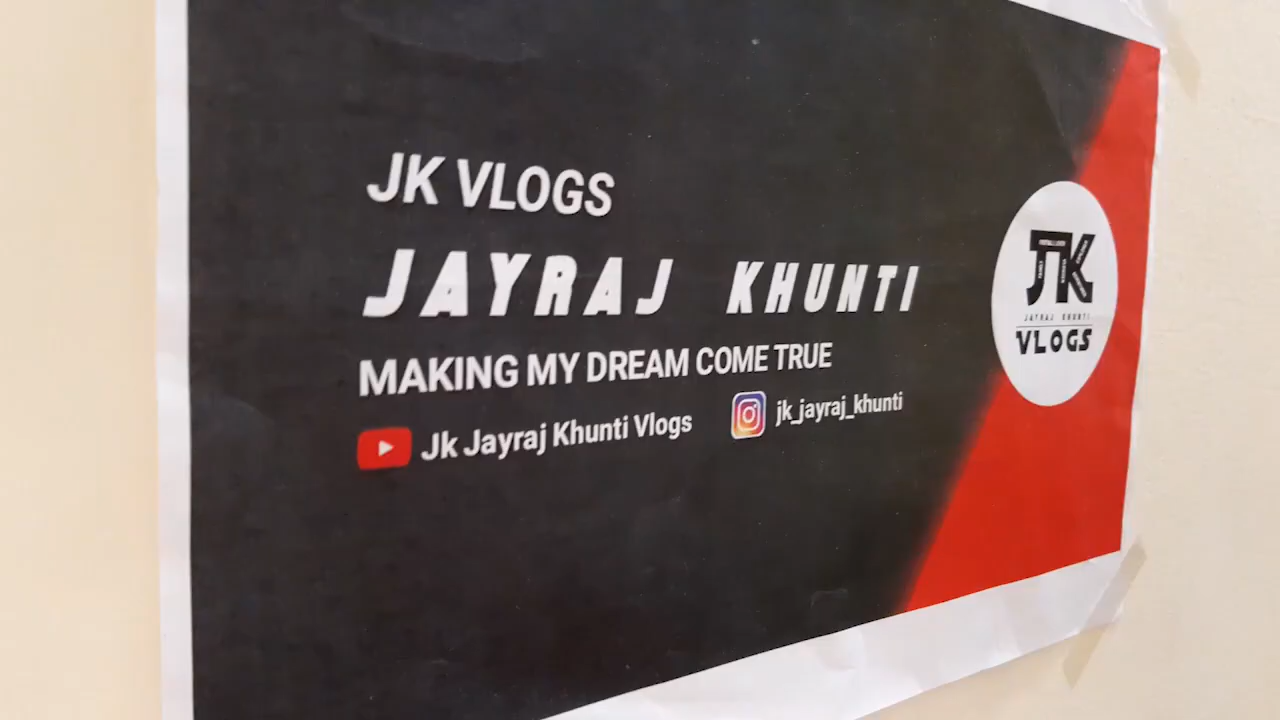 JK VLOGS
JAYRAJ KHUNTI
MAKING MY DREAM COME TRUE
Jk Jayraj Khunti Vlogs
jk_jayraj_khunti
JK
JAYRAJ KHUNTI
VLOGS